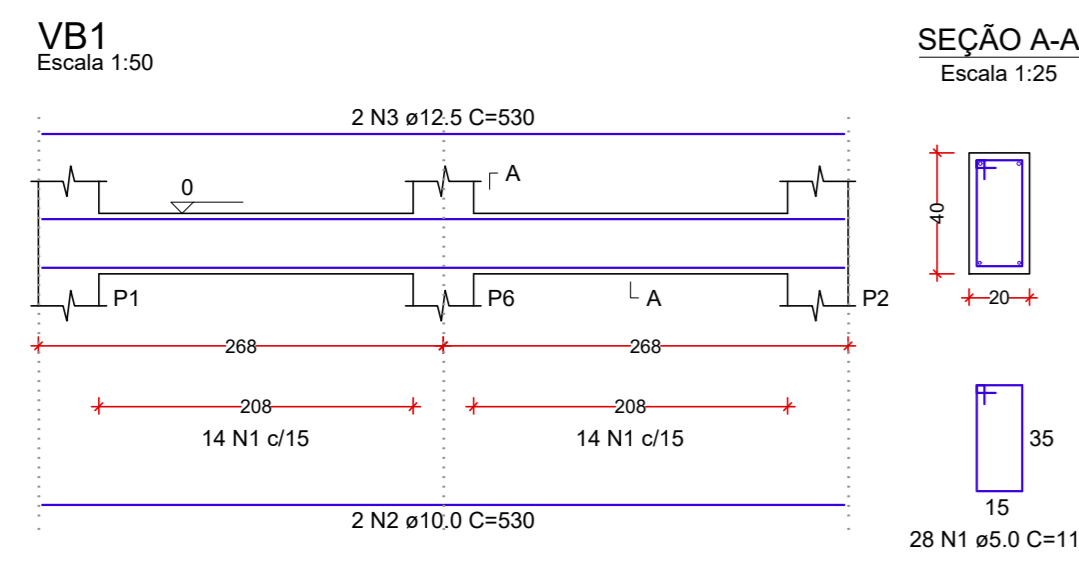 VB1
Escala 1:50
SEÇÃO A-A
Escala 1:25
2 N3 ø12.5 C=530
A
0
40
P1
P6
A
P2
20
268
268
208
208
14 N1 c/15
14 N1 c/15
35
15
2 N2 ø10.0 C=530
28 N1 ø5.0 C=11